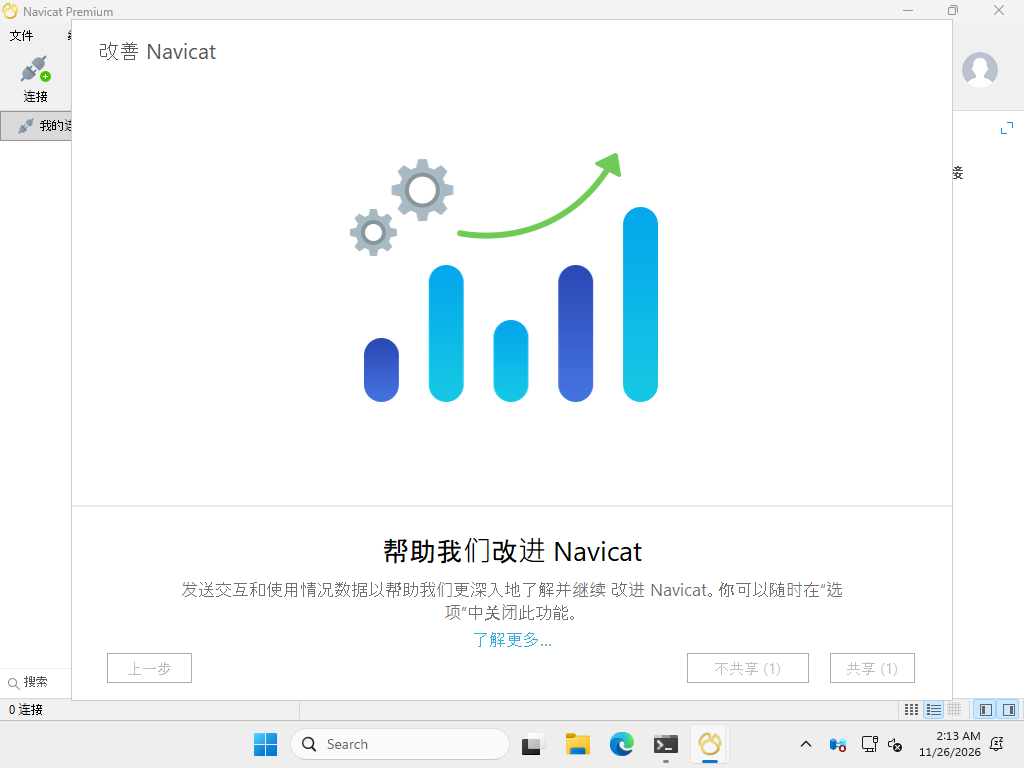 Navicat Premium
文件
改善 Navicat
连接
我的连
接
帮助我们改进 Navicat
发送交互和使用情况数据以帮助我们更深入地了解并继续 改进 Navicat。你可以随时在“选
项”中关闭此功能。
了解更多...
上一步
不共享 (1)
共享 (1)
搜索
0 连接
Search
2:13 AM
11/26/2026